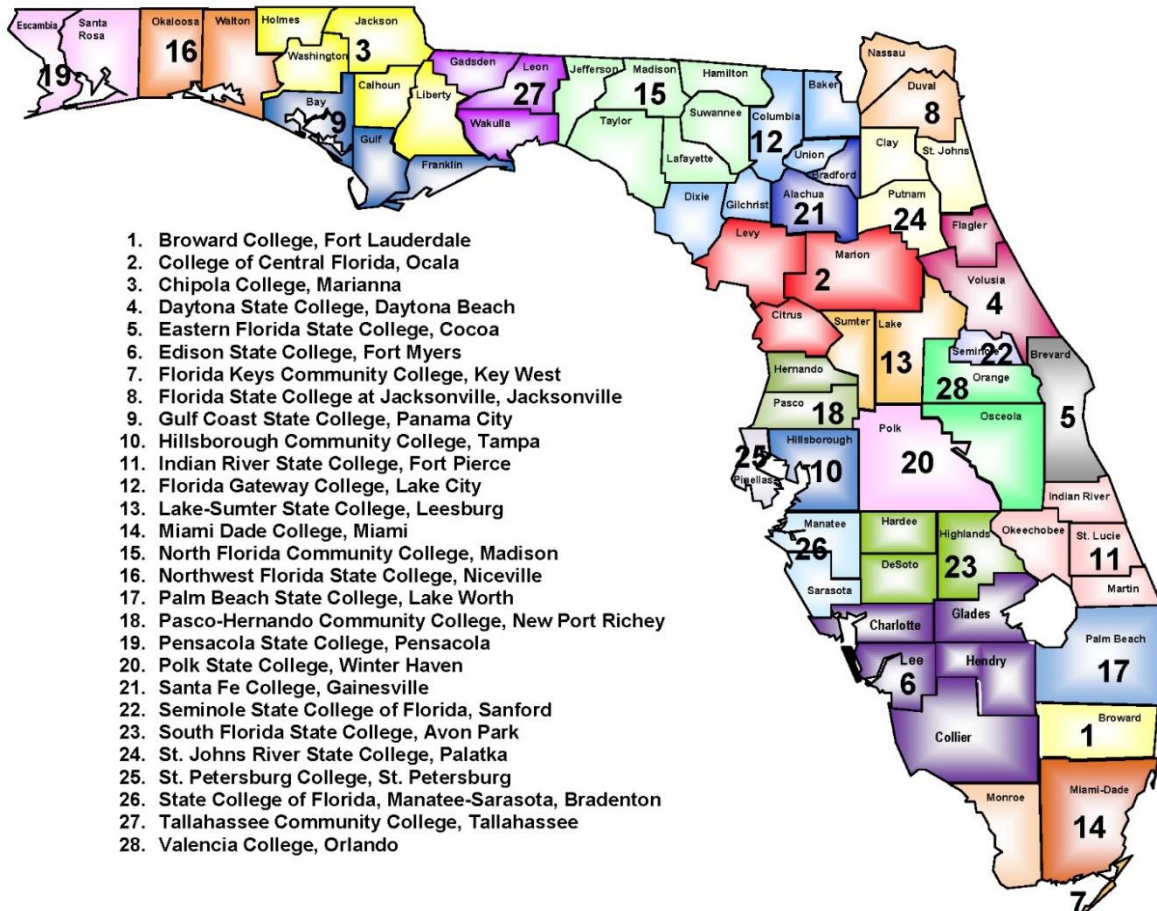 Escambia
Santa
Rosa
19
Okaloosa
16
Walton
Holmes
Jackson
Washington
3
Calhoun
Liberty
Bay
9
Gulf
Franklin
Gadsden
Leon
27
Wakulla
Jefferson
Madison
15
Hamilton
Taylor
Suwannee
Lafayette
Columbia
12
Baker
Union
Bradford
Dixie
Gilchrist
Alachua
21
Nassau
Duval
8
Clay
St. Johns
Putnam
24
Flagler
Levy
Marion
2
Citrus
Volusia
4
Sumter
Lake
13
Seminole
22
Orange
28
Brevard
5
Hernando
Pasco
18
Osceola
Polk
20
Hillsborough
10
25
Pinellas
Indian River
Manatee
26
Hardee
Highlands
23
Okeechobee
St. Lucie
11
DeSoto
Sarasota
Martin
Charlotte
Glades
Palm Beach
17
Lee
6
Hendry
Collier
Broward
1
Monroe
Miami-Dade
14
7
1. Broward College, Fort Lauderdale
2. College of Central Florida, Ocala
3. Chipola College, Marianna
4. Daytona State College, Daytona Beach
5. Eastern Florida State College, Cocoa
6. Edison State College, Fort Myers
7. Florida Keys Community College, Key West
8. Florida State College at Jacksonville, Jacksonville
9. Gulf Coast State College, Panama City
10. Hillsborough Community College, Tampa
11. Indian River State College, Fort Pierce
12. Florida Gateway College, Lake City
13. Lake-Sumter State College, Leesburg
14. Miami Dade College, Miami
15. North Florida Community College, Madison
16. Northwest Florida State College, Niceville
17. Palm Beach State College, Lake Worth
18. Pasco-Hernando Community College, New Port Richey
19. Pensacola State College, Pensacola
20. Polk State College, Winter Haven
21. Santa Fe College, Gainesville
22. Seminole State College of Florida, Sanford
23. South Florida State College, Avon Park
24. St. Johns River State College, Palatka
25. St. Petersburg College, St. Petersburg
26. State College of Florida, Manatee-Sarasota, Bradenton
27. Tallahassee Community College, Tallahassee
28. Valencia College, Orlando